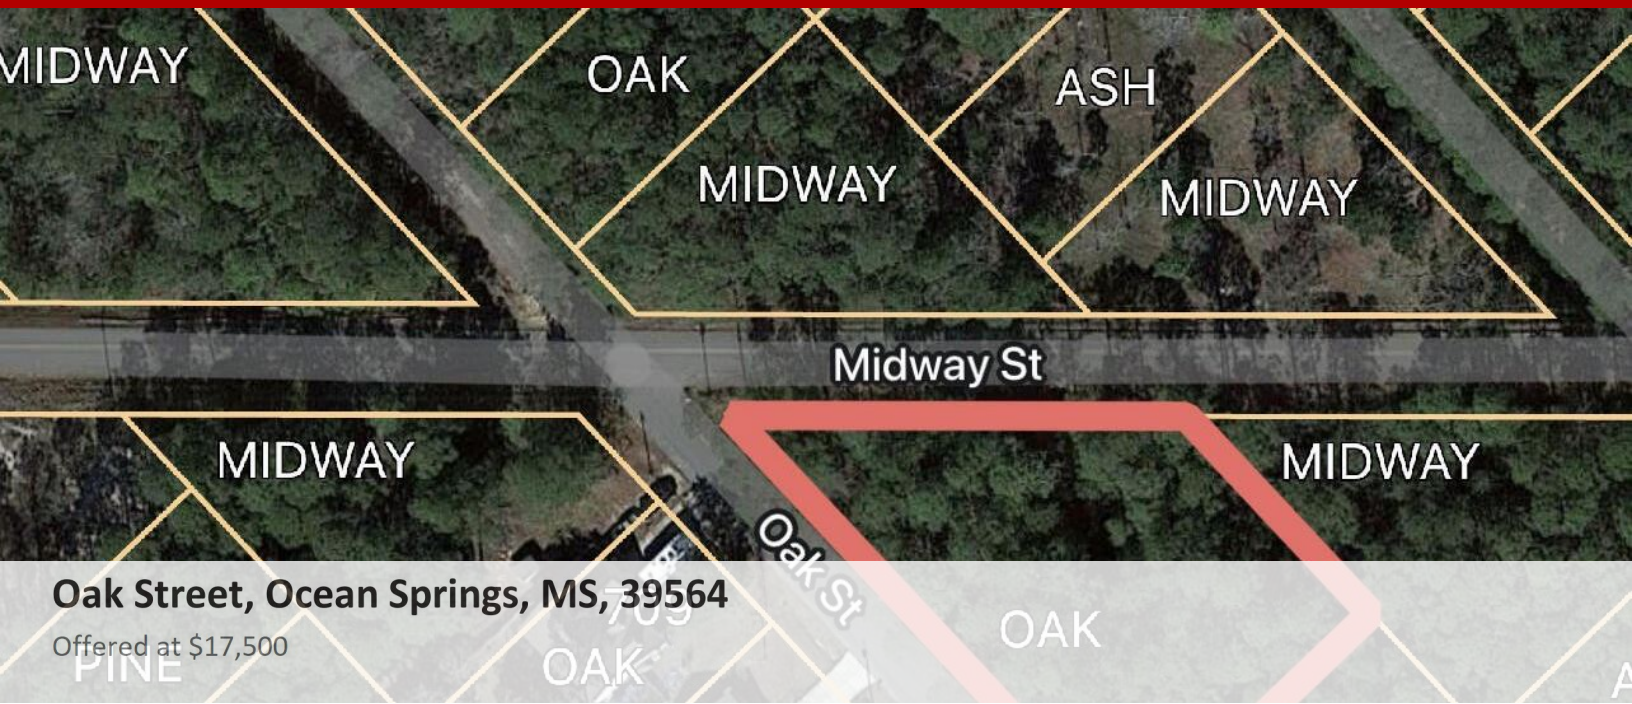 MIDWAY
OAK
ASH
MIDWAY
MIDWAY
Midway St
MIDWAY
MIDWAY
Oak St
Oak Street, Ocean Springs, MS, 39564
709
OAK
Offered at $17,500
PINE
OAK
A